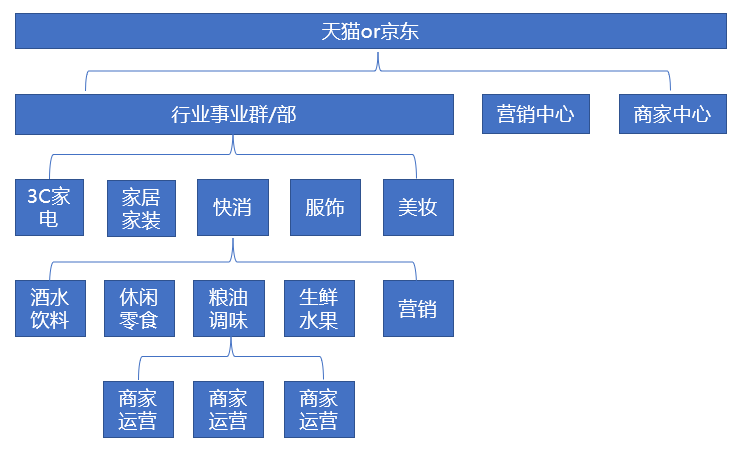 天猫or京东
行业事业群/部
营销中心
商家中心
3C家
电
家居
家装
快消
服饰
美妆
酒水
饮料
休闲
零食
粮油
调味
生鲜
水果
营销
商家
运营
商家
运营
商家
运营